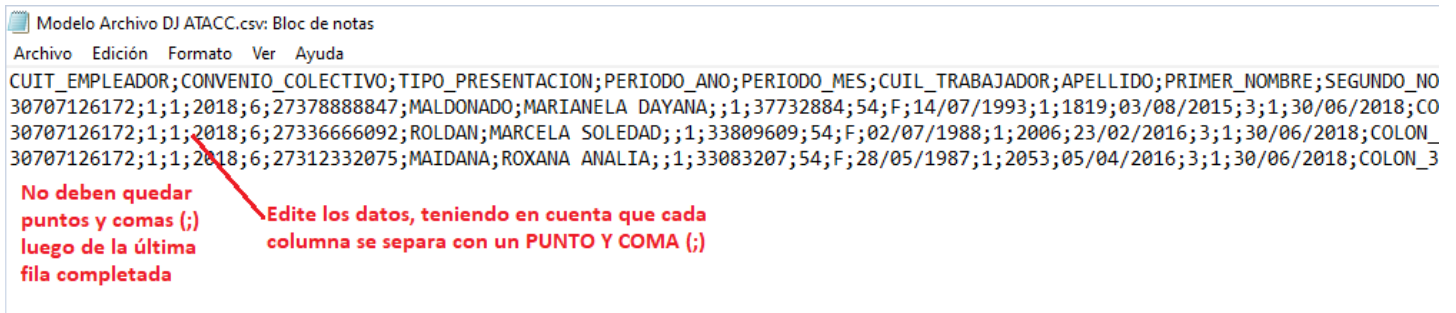 Modelo Archivo DJ ATACC.csv: Bloc de notas
Archivo Edición Formato Ver Ayuda
CUIT_EMPLEADOR;CONVENIO_COLECTIVO;TIPO_PRESENTACION;PERIODO_ANO;PERIODO_MES;CUIL_TRABAJADOR;APELLIDO;PRIMER_NOMBRE;SEGUNDO_NO
30707126172;1;1;2018;6;27378888847;MALDONADO;MARIANELA DAYANA;;1;37732884;54;F;14/07/1993;1;1819;03/08/2015;3;1;30/06/2018;CO
30707126172;1;1;2018;6;27336666092;ROLDAN;MARCELA SOLEDAD;;1;33809609;54;F;02/07/1988;1;2006;23/02/2016;3;1;30/06/2018;COLON_
30707126172;1;1;2018;6;27312332075;MAIDANA;ROXANA ANALIA;;1;33083207;54;F;28/05/1987;1;2053;05/04/2016;3;1;30/06/2018;COLON_3
No deben quedar
puntos y comas (;)
luego de la última
fila completada
Edite los datos, teniendo en cuenta que cada
columna se separa con un PUNTO Y COMA (;)